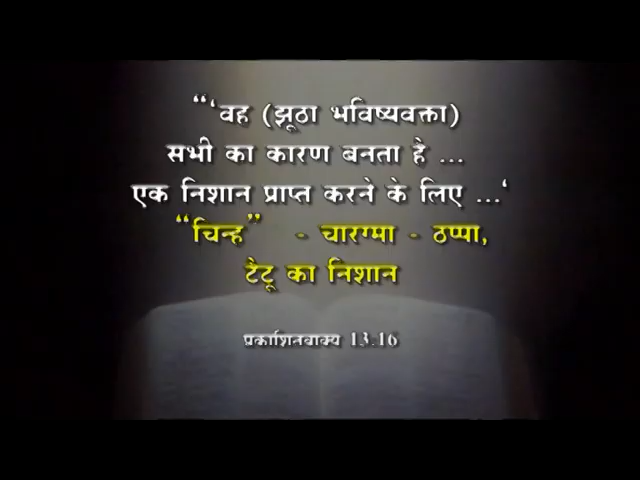 “‘वह (झूठा भविष्यवक्ता)
सभी का कारण बनता हे ...
एक निशान प्राप्त करने के लिए ...‘
“चिन्ह” - चारग्मा - ठप्पा,
टैटू का निशान
प्रकाशितवाक्य 13.16